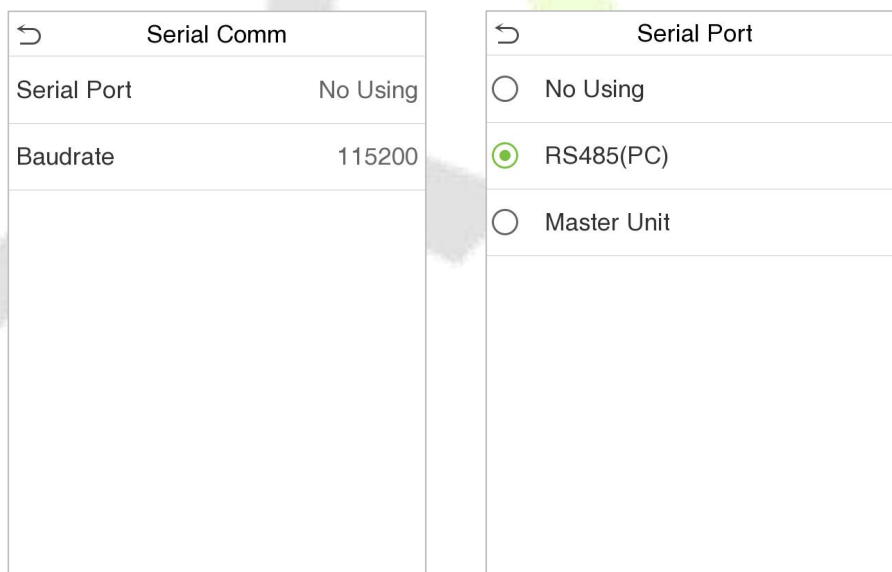 Serial Comm
Serial Port No Using
Baudrate 115200
Serial Port
No Using
RS485(PC)
Master Unit